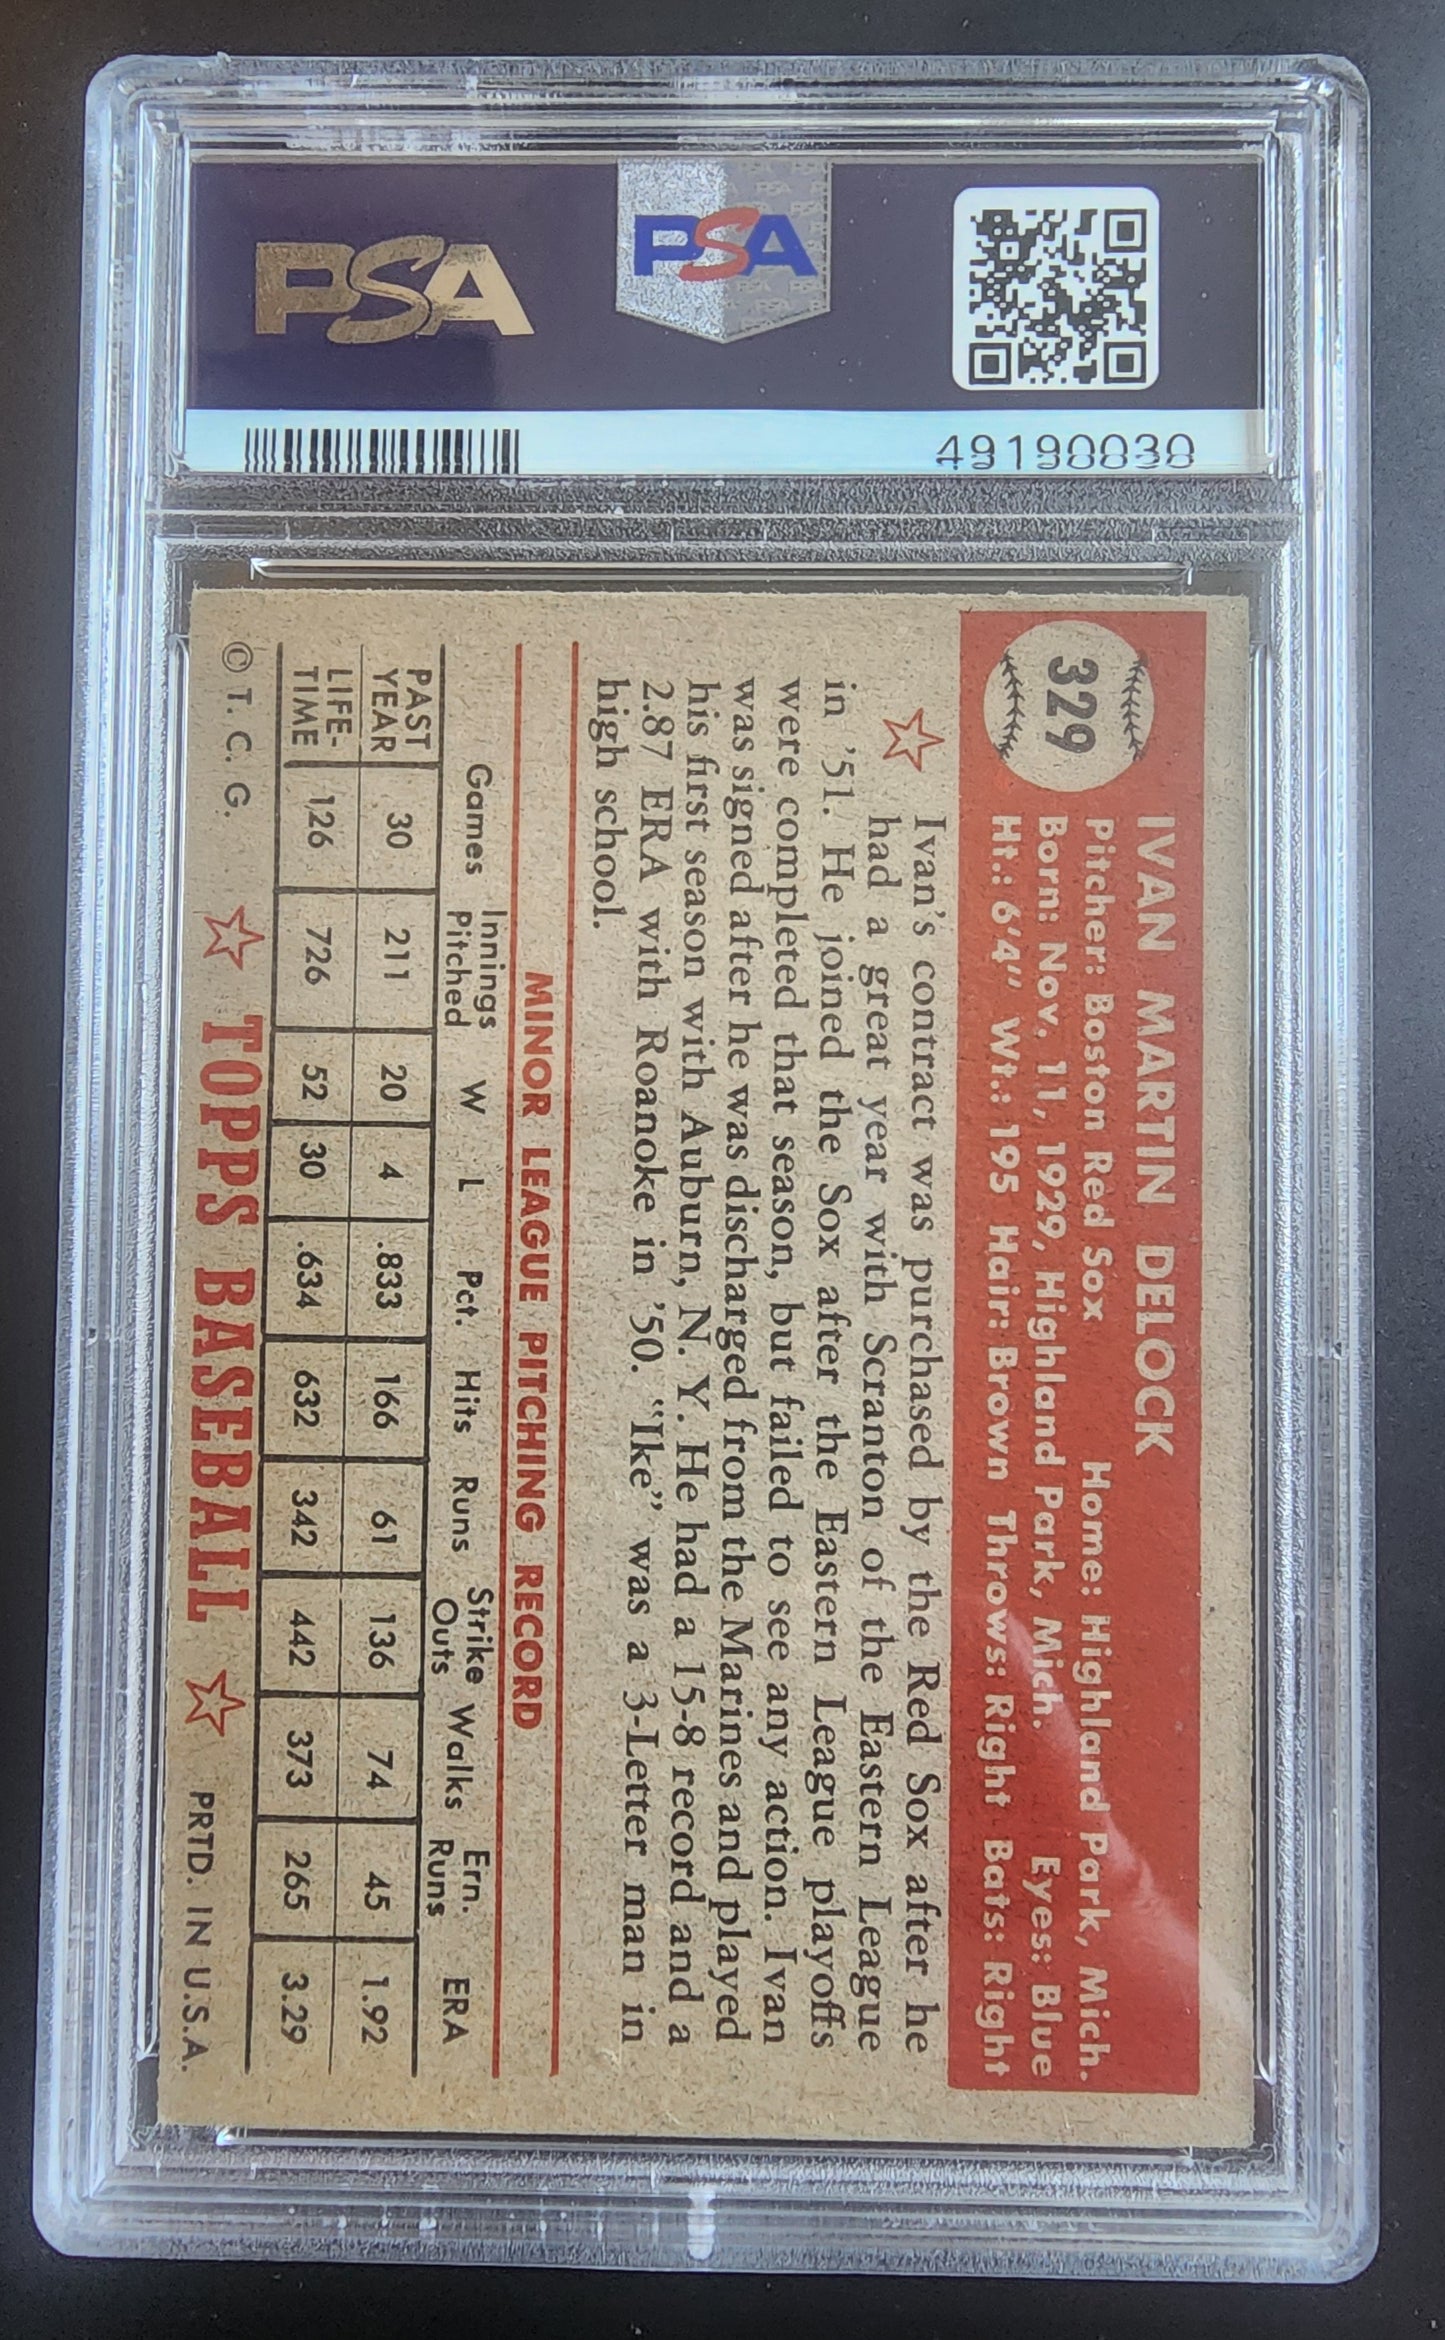 PSA
PSA
49190030
329
IVAN MARTIN DELOCK
Pitcher: Boston Red Sox Home: Highland Park, Mich.
Born: Nov. 11, 1929, Highland Park, Mich. Eyes: Blue
Ht.: 6'4" Wt.: 195 Hair: Brown Throws: Right Bats: Right
Ivan's contract was purchased by the Red Sox after he
had a great year with Scranton of the Eastern League
in '51. He joined the Sox after the Eastern League playoffs
were completed that season, but failed to see any action. Ivan
was signed after he was discharged from the Marines and played
his first season with Auburn, N. Y. He had a 15-8 record and a
2.87 ERA with Roanoke in '50. "Ike" was a 3-Letter man in
high school.
MINOR LEAGUE PITCHING RECORD
Games Innings Pitched W L Pct. Hits Runs Strike Outs Walks Ern. Runs ERA
PAST YEAR 30 211 20 4 .833 166 61 136 74 45 1.92
LIFE-TIME 126 726 52 30 .634 632 342 442 373 265 3.29
© T. C. G. TOPPS BASEBALL PRTD. IN U.S.A.